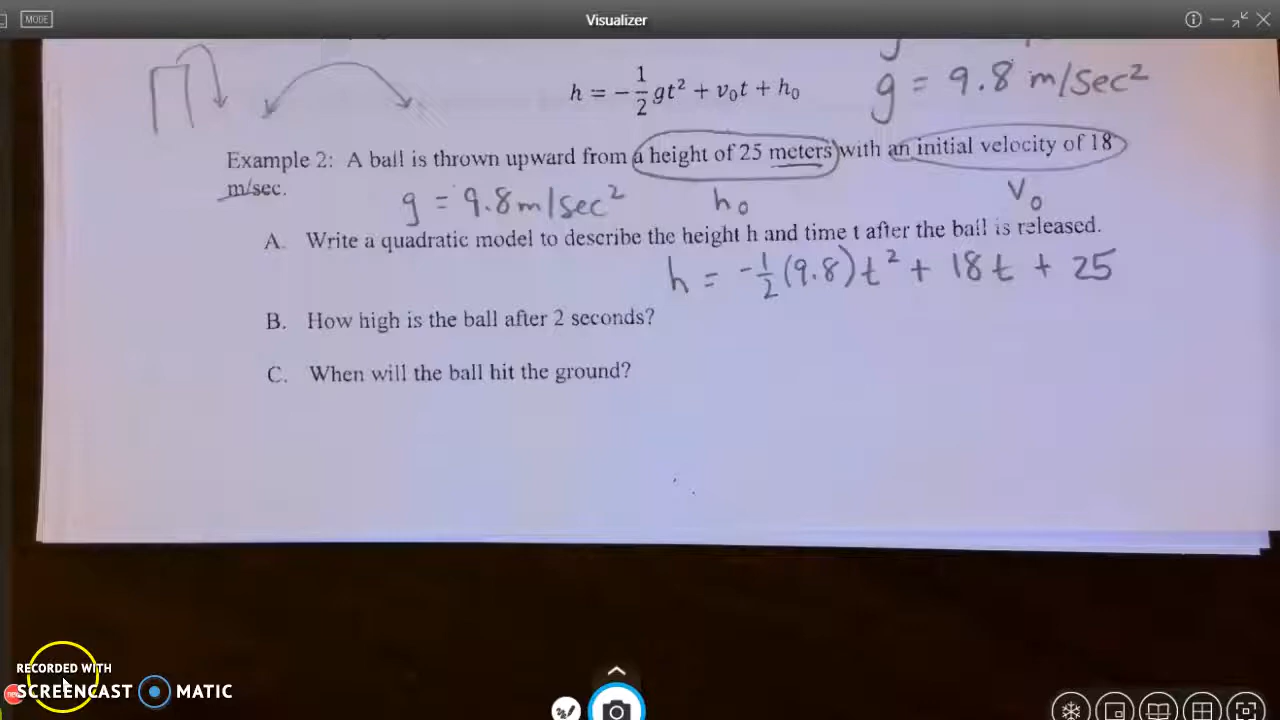 MODE
Visualizer
g = 9.8 m/sec²
h = -1/2 gt² + v₀t + h₀
Example 2: A ball is thrown upward from a height of 25 meters with an initial velocity of 18
m/sec.
g = 9.8 m/sec²
h₀
V₀
A. Write a quadratic model to describe the height h and time t after the ball is released.
h = -1/2 (9.8) t² + 18t + 25
B. How high is the ball after 2 seconds?
C. When will the ball hit the ground?
RECORDED WITH
SCREENCAST MATIC